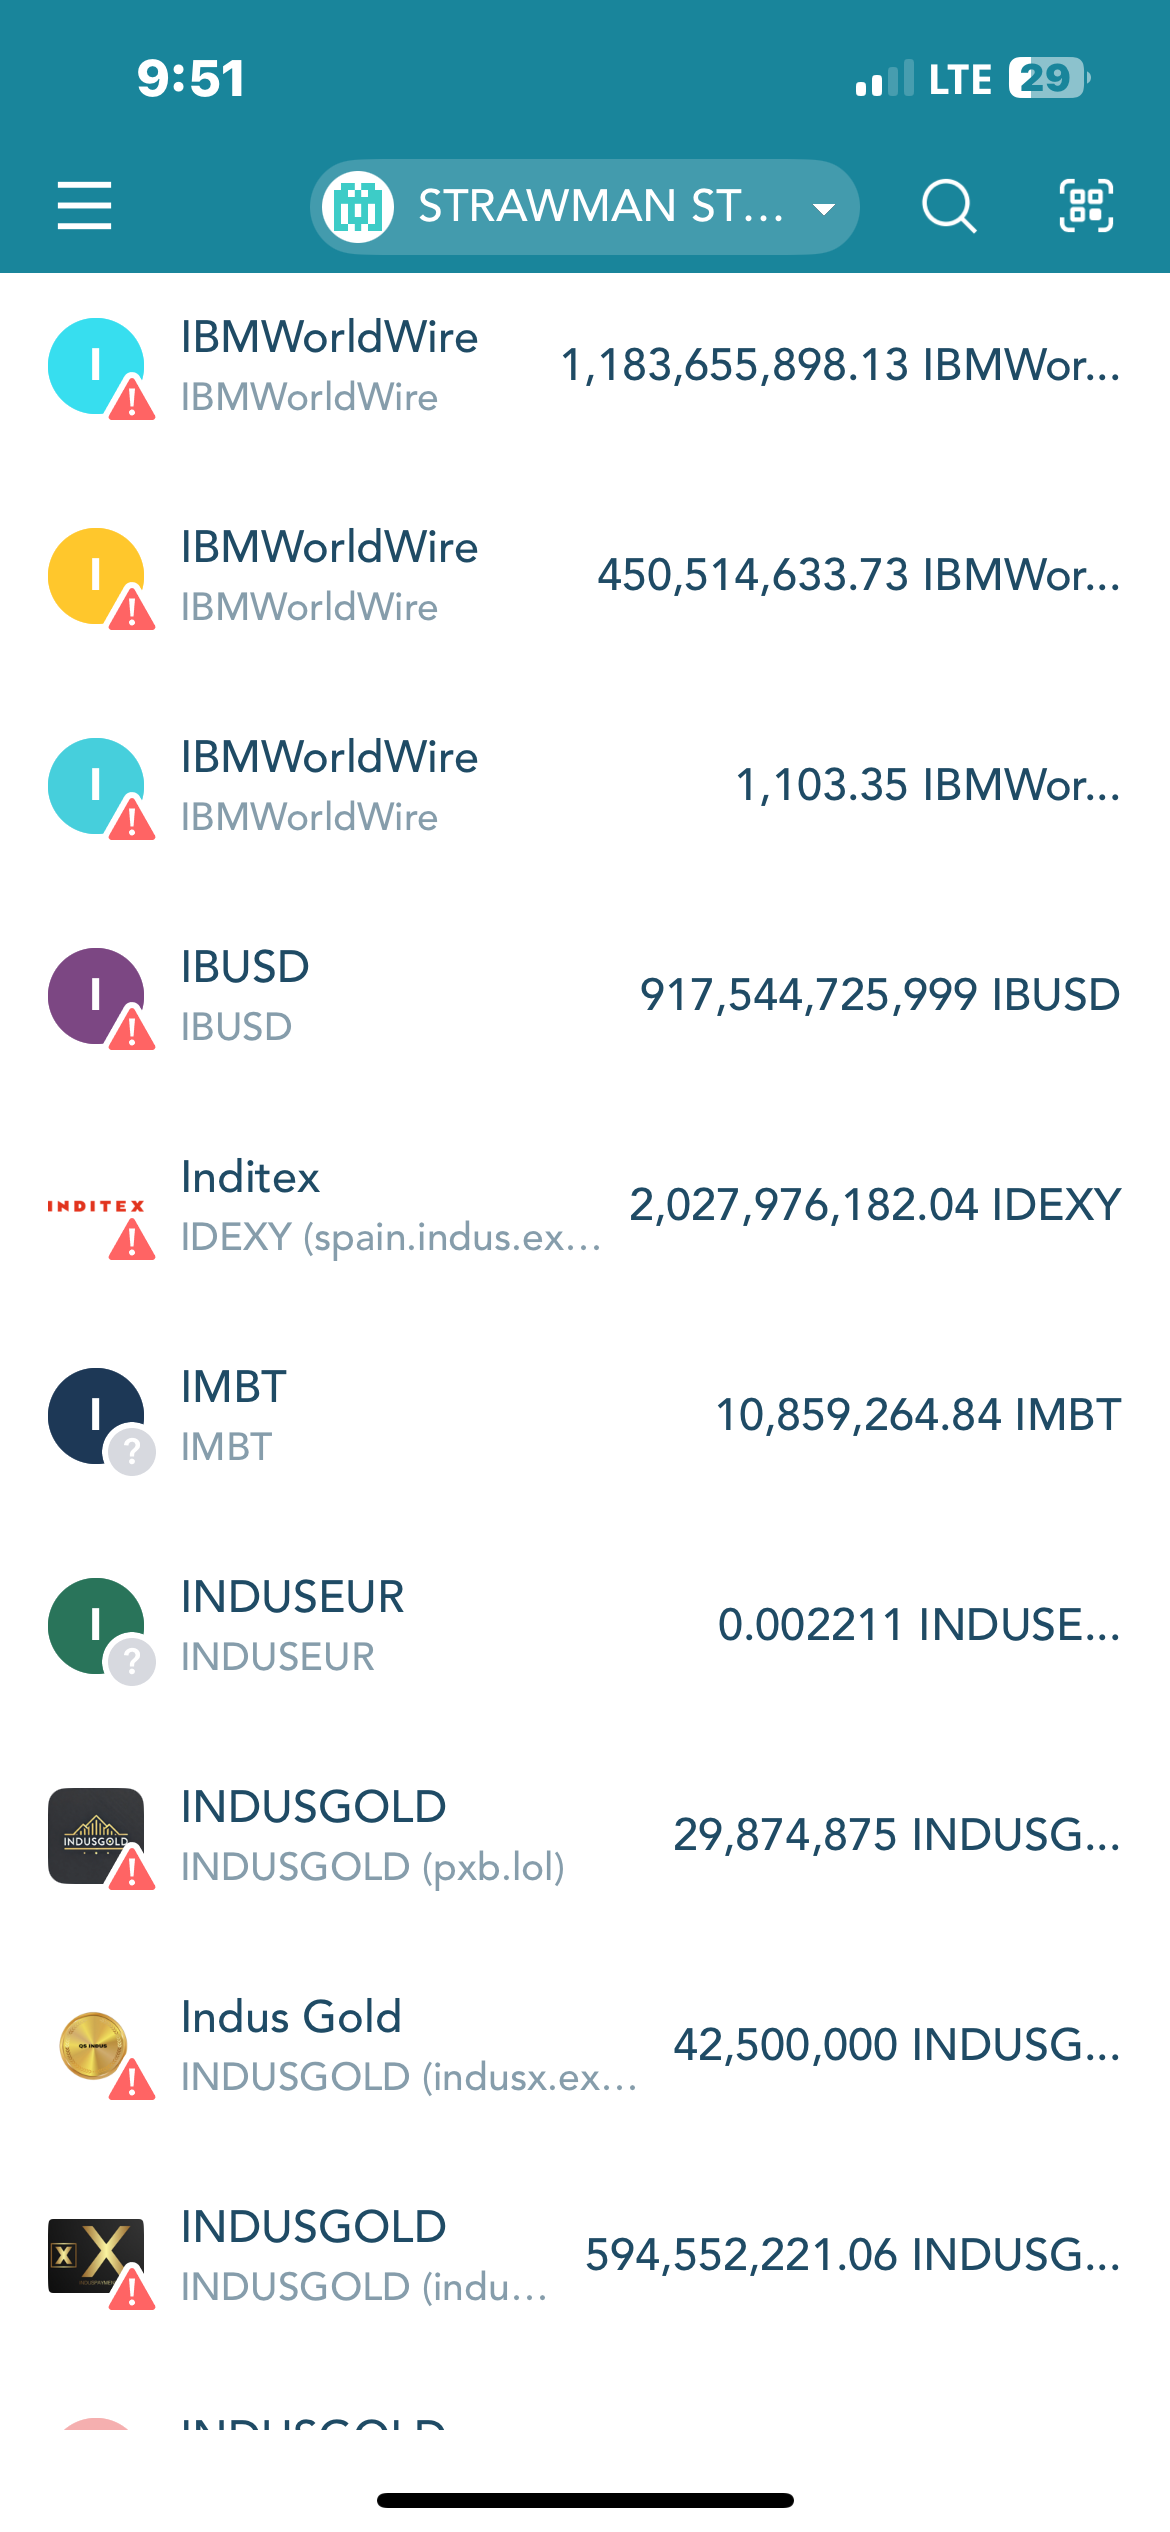 9:51
LTE 29
STRAWMAN ST...
IBMWorldWire
1,183,655,898.13 IBMWor...
IBMWorldWire
IBMWorldWire
450,514,633.73 IBMWor...
IBMWorldWire
IBMWorldWire
1,103.35 IBMWor...
IBMWorldWire
IBUSD
917,544,725,999 IBUSD
IBUSD
INDITEX
Inditex
2,027,976,182.04 IDEXY
IDEXY (spain.indus.ex...
IMBT
10,859,264.84 IMBT
IMBT
INDUSEUR
0.002211 INDUSE...
INDUSEUR
INDUSGOLD
INDUSGOLD
29,874,875 INDUSG...
INDUSGOLD (pxb.lol)
Indus Gold
42,500,000 INDUSG...
INDUSGOLD (indusx.ex...
INDUSGOLD
594,552,221.06 INDUSG...
INDUSGOLD (indu...
INDUSGOLD